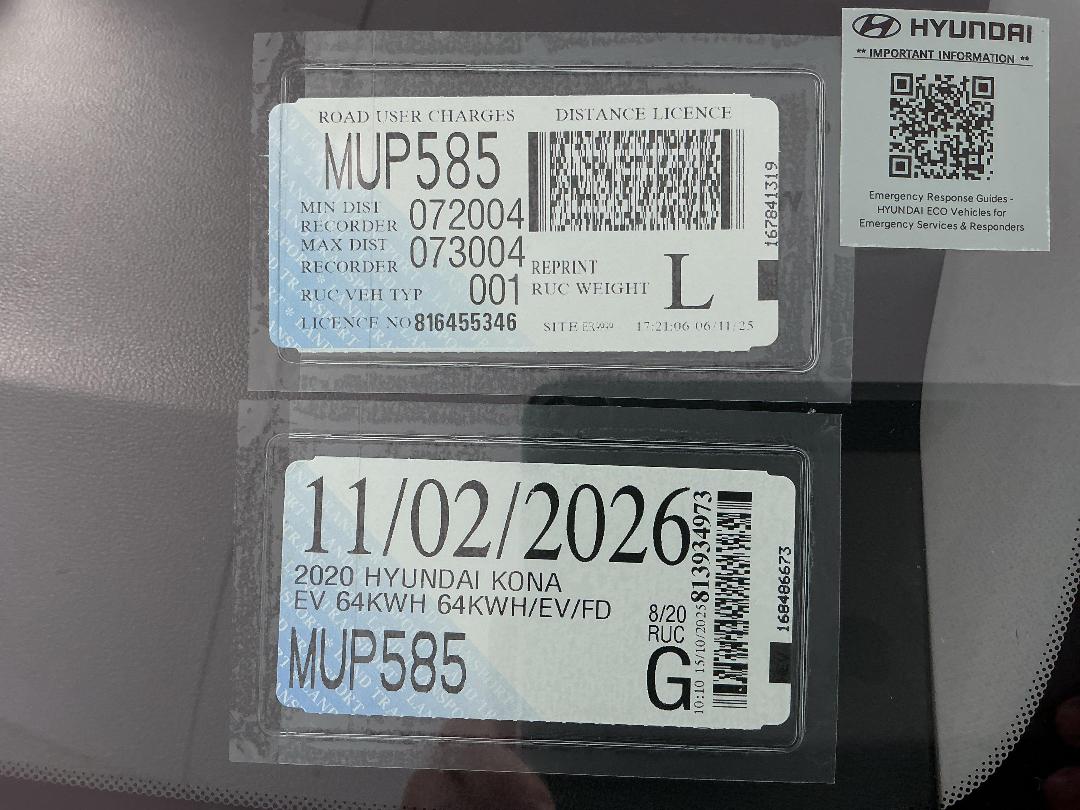 HYUNDAI
** IMPORTANT INFORMATION **
Emergency Response Guides -
HYUNDAI ECO Vehicles for
Emergency Services & Responders
ROAD USER CHARGES DISTANCE LICENCE
MUP585
MIN DIST
RECORDER 072004
MAX DIST
RECORDER 073004
REPRINT
RUC VEH TYP 001
RUC WEIGHT L
LICENCE NO 816455346
SITE ER9999 17:21:06 06/11/25
167841319
11/02/2026
2020 HYUNDAI KONA
EV 64KWH 64KWH/EV/FD
MUP585
8/20
RUC
G
10:10 15/10/2025 813934973
168486673